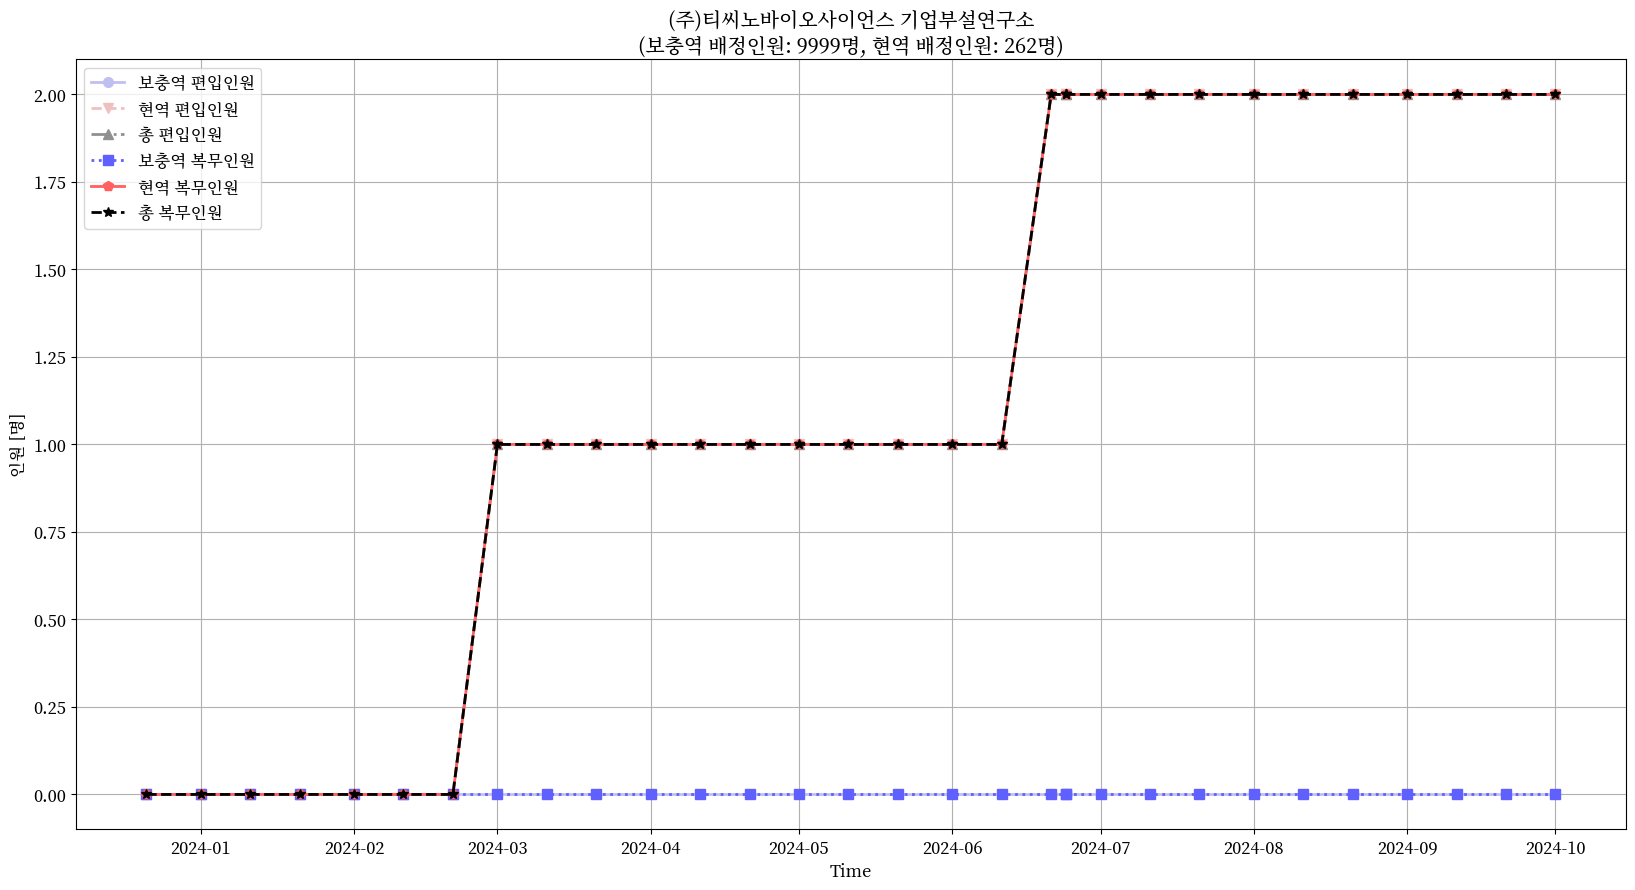 (주)티씨노바이오사이언스 기업부설연구소
(보충역 배정인원: 9999명, 현역 배정인원: 262명)
보충역 편입인원
현역 편입인원
총 편입인원
보충역 복무인원
현역 복무인원
총 복무인원
2.00
1.75
1.50
1.25
1.00
0.75
0.50
0.25
0.00
인원 [명]
2024-01 2024-02 2024-03 2024-04 2024-05 2024-06 2024-07 2024-08 2024-09 2024-10
Time